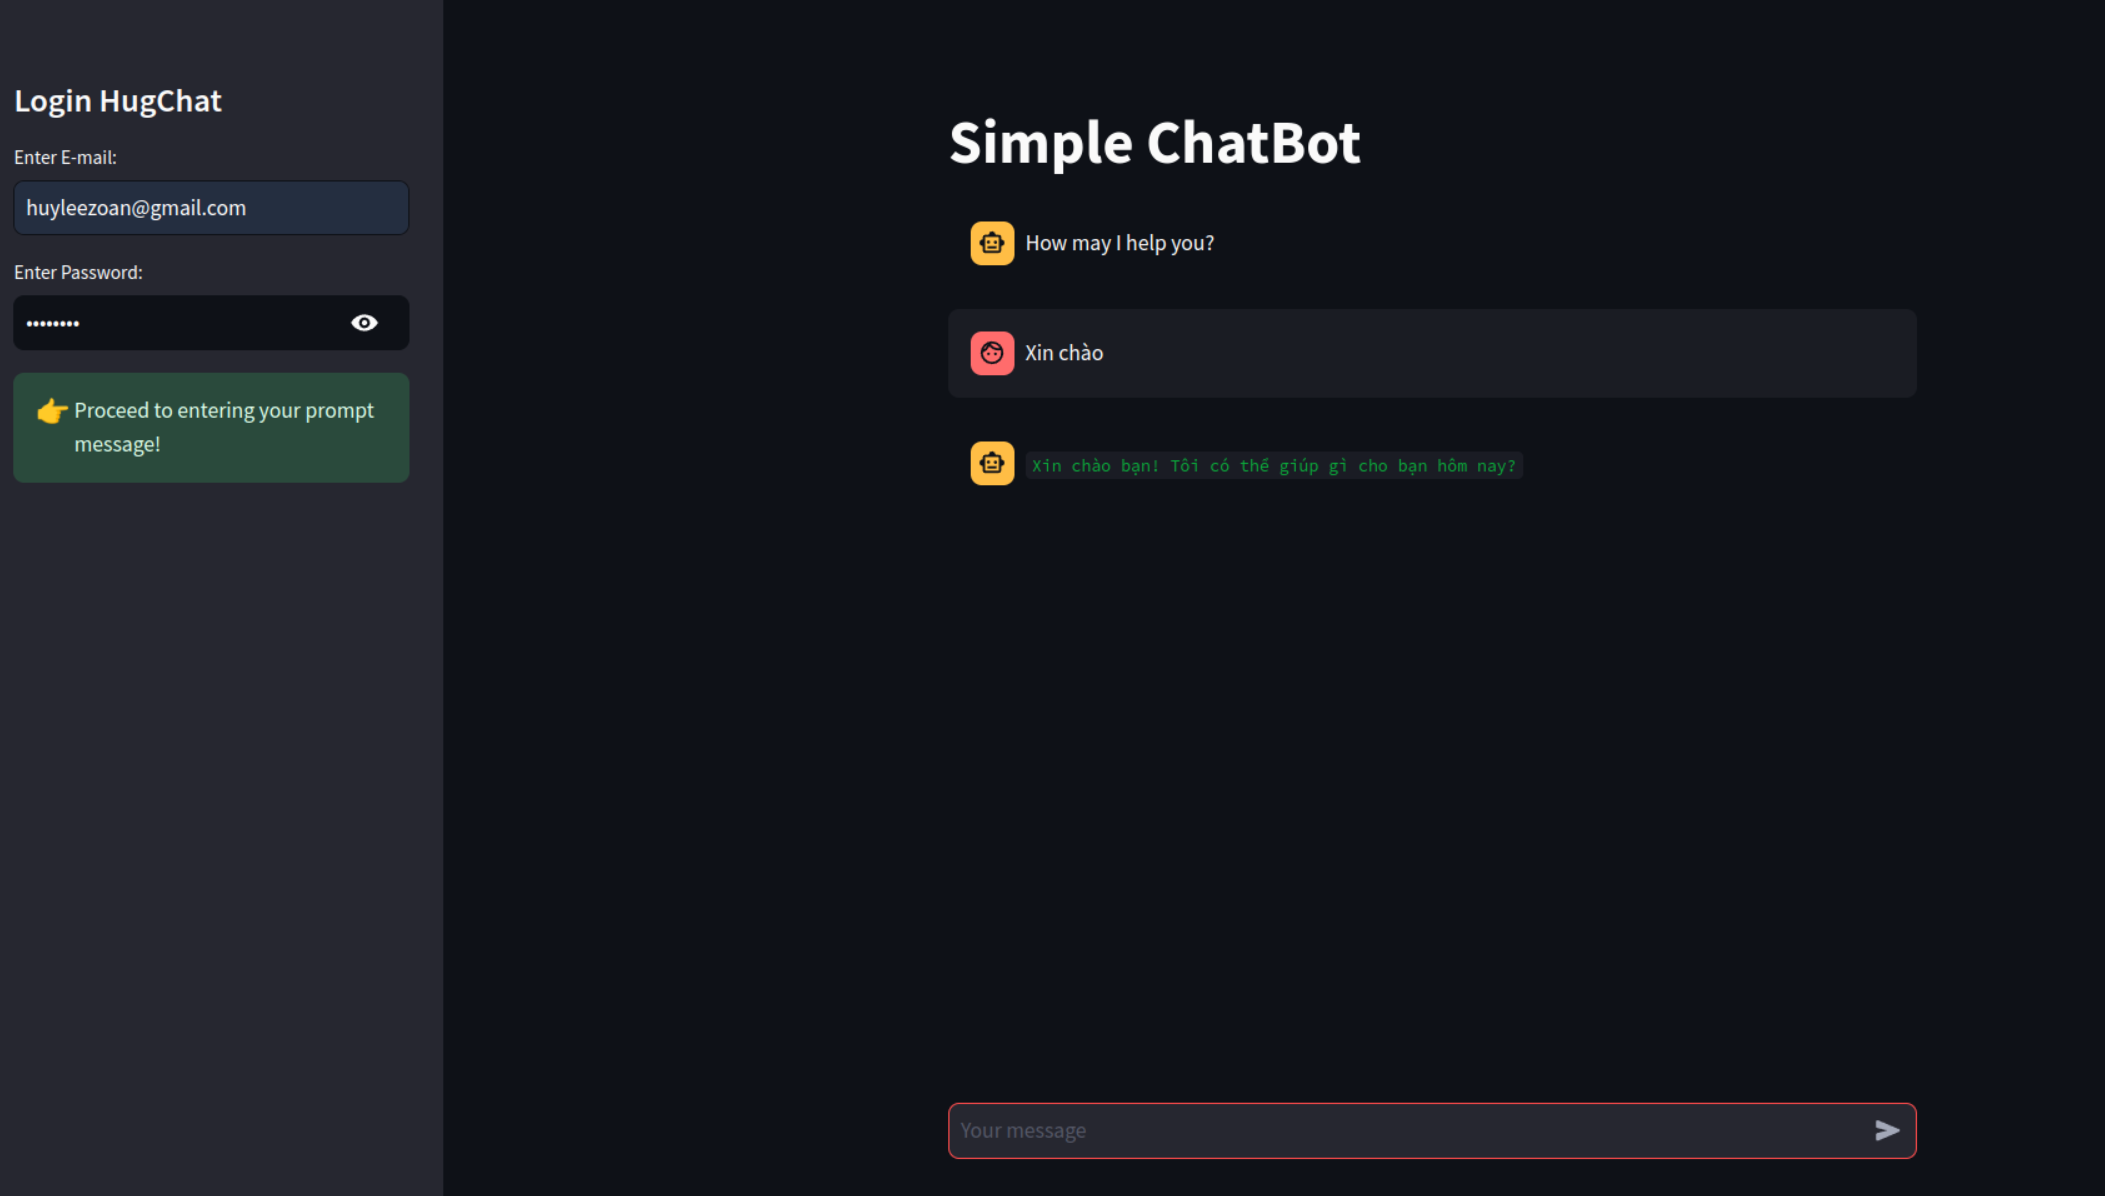 Login HugChat
Enter E-mail:
huyleezoan@gmail.com
Enter Password:
••••••••
👉 Proceed to entering your prompt
message!
Simple ChatBot
How may I help you?
Xin chào
Xin chào bạn! Tôi có thể giúp gì cho bạn hôm nay?
Your message